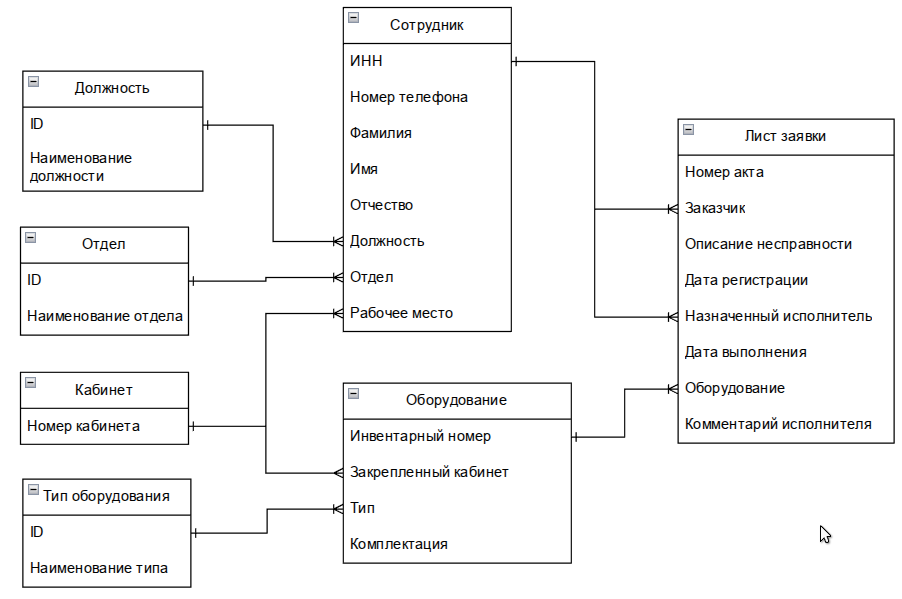 Должность
ID
Наименование
должности
Отдел
ID
Наименование отдела
Кабинет
Номер кабинета
Тип оборудования
ID
Наименование типа
Сотрудник
ИНН
Номер телефона
Фамилия
Имя
Отчество
Должность
Отдел
Рабочее место
Оборудование
Инвентарный номер
Закрепленный кабинет
Тип
Комплектация
Лист заявки
Номер акта
Заказчик
Описание несправности
Дата регистрации
Назначенный исполнитель
Дата выполнения
Оборудование
Комментарий исполнителя